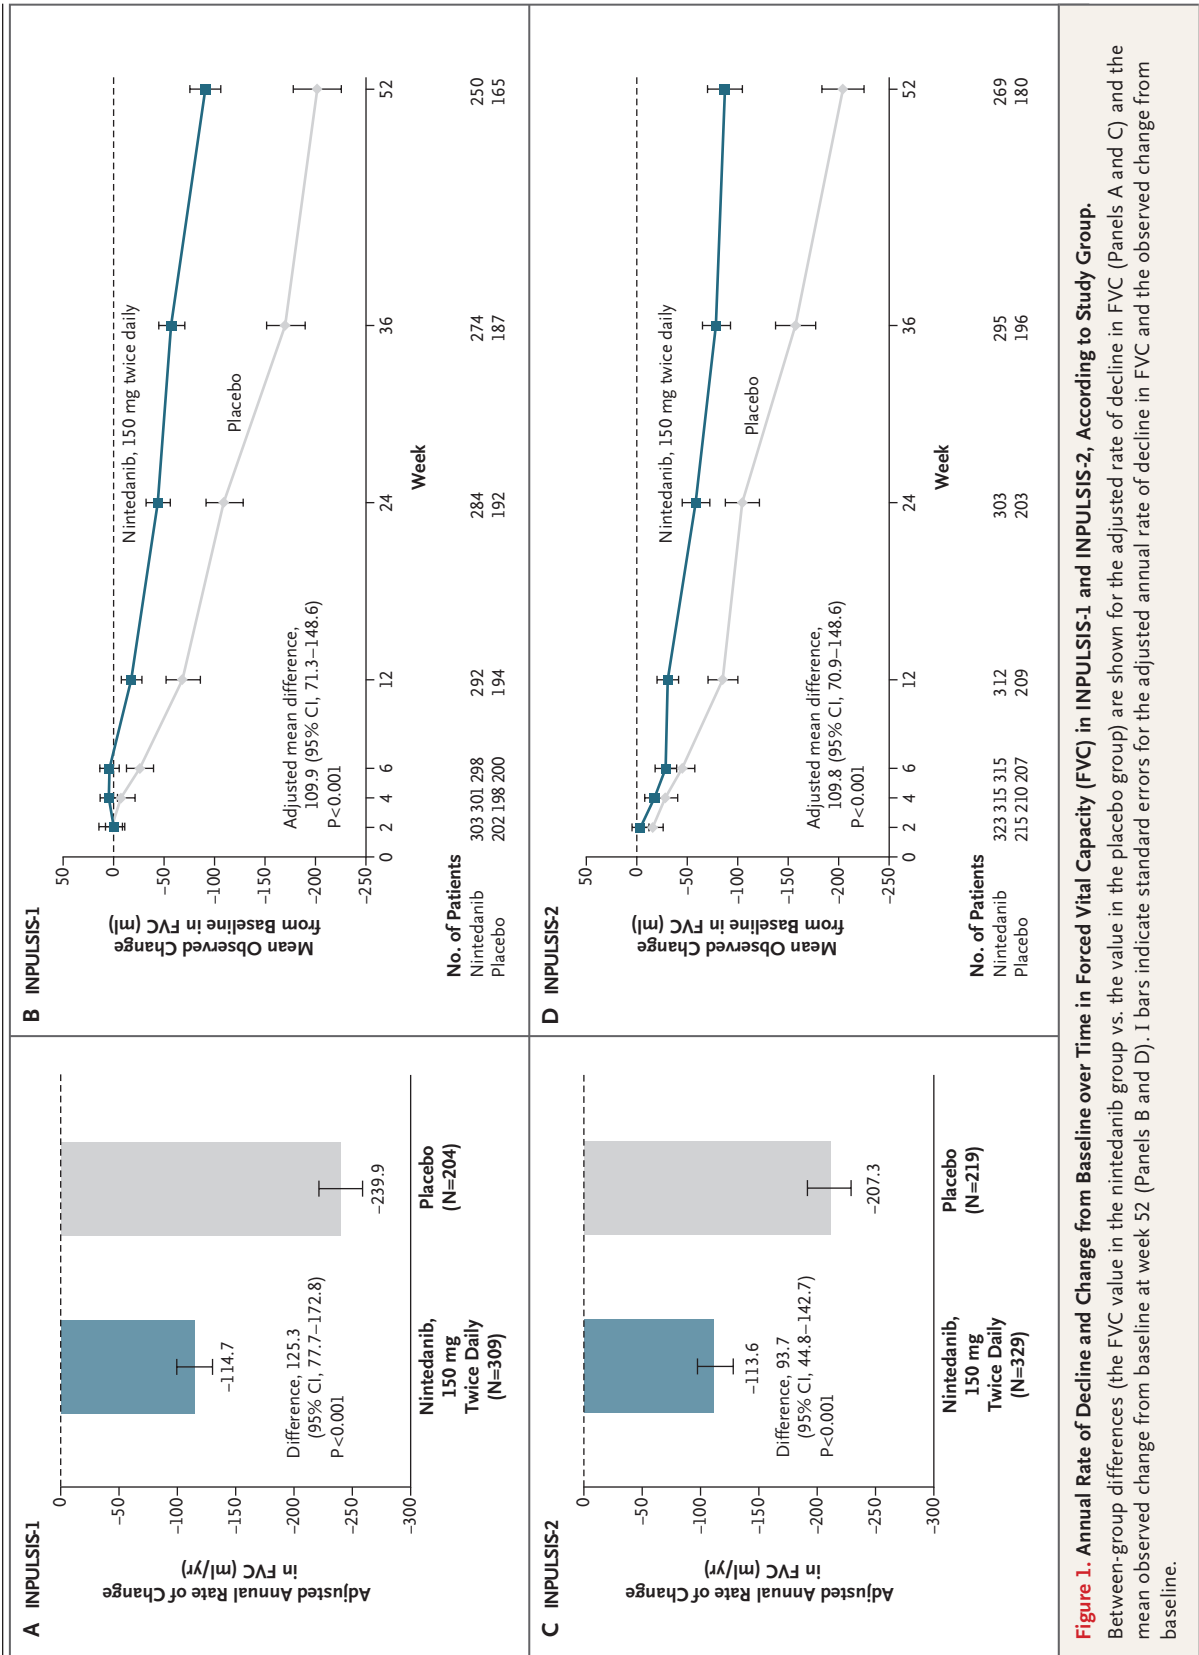 A INPULSIS-1
Adjusted Annual Rate of Change
in FVC (ml/yr)
0
−50
−100
−150
−200
−250
−300
−114.7
−239.9
Difference, 125.3
(95% CI, 77.7–172.8)
P<0.001
Nintedanib,
150 mg
Twice Daily
(N=309)
Placebo
(N=204)
B INPULSIS-1
Mean Observed Change
from Baseline in FVC (ml)
50
0
−50
−100
−150
−200
−250
Nintedanib, 150 mg twice daily
Placebo
Adjusted mean difference,
109.9 (95% CI, 71.3–148.6)
P<0.001
0 2 4 6 12 24 36 52
Week
No. of Patients
Nintedanib 303 301 298 292 284 274 250
Placebo 202 198 200 194 192 187 165
C INPULSIS-2
Adjusted Annual Rate of Change
in FVC (ml/yr)
0
−50
−100
−150
−200
−250
−300
−113.6
−207.3
Difference, 93.7
(95% CI, 44.8–142.7)
P<0.001
Nintedanib,
150 mg
Twice Daily
(N=329)
Placebo
(N=219)
D INPULSIS-2
Mean Observed Change
from Baseline in FVC (ml)
50
0
−50
−100
−150
−200
−250
Nintedanib, 150 mg twice daily
Placebo
Adjusted mean difference,
109.8 (95% CI, 70.9–148.6)
P<0.001
0 2 4 6 12 24 36 52
Week
No. of Patients
Nintedanib 323 315 315 312 303 295 269
Placebo 215 210 207 209 203 196 180
Figure 1. Annual Rate of Decline and Change from Baseline over Time in Forced Vital Capacity (FVC) in INPULSIS-1 and INPULSIS-2, According to Study Group.
Between-group differences (the FVC value in the nintedanib group vs. the value in the placebo group) are shown for the adjusted rate of decline in FVC (Panels A and C) and the
mean observed change from baseline at week 52 (Panels B and D). I bars indicate standard errors for the adjusted annual rate of decline in FVC and the observed change from
baseline.